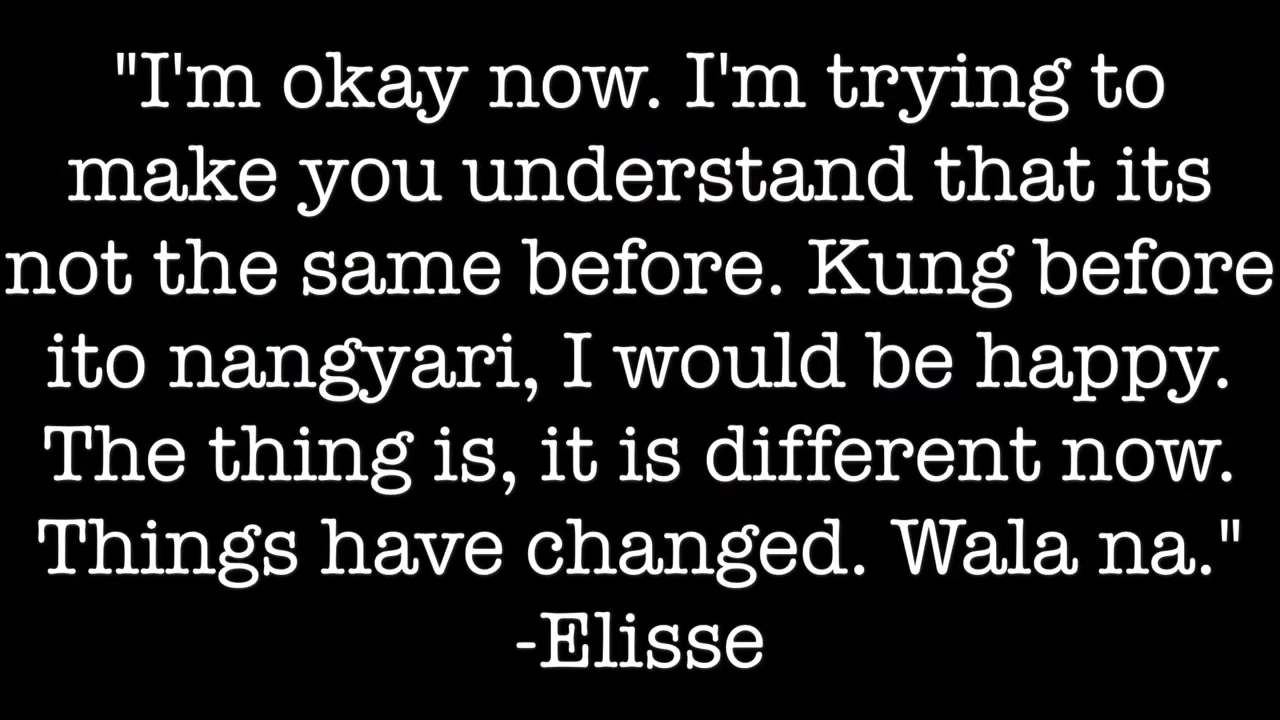 "I'm okay now. I'm trying to
make you understand that its
not the same before. Kung before
ito nangyari, I would be happy.
The thing is, it is different now.
Things have changed. Wala na."
-Elisse